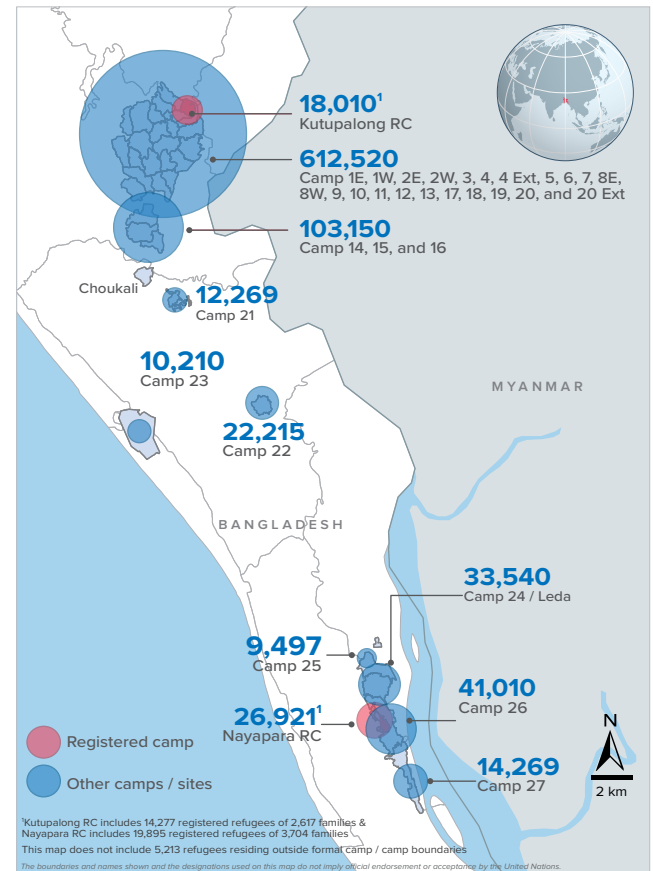 18,010¹
Kutupalong RC
612,520
Camp 1E, 1W, 2E, 2W, 3, 4, 4 Ext, 5, 6, 7, 8E,
8W, 9, 10, 11, 12, 13, 17, 18, 19, 20, and 20 Ext
103,150
Camp 14, 15, and 16
Choukali
12,269
Camp 21
10,210
Camp 23
MYANMAR
22,215
Camp 22
BANGLADESH
33,540
Camp 24 / Leda
9,497
Camp 25
41,010
Camp 26
26,921¹
Nayapara RC
N
Registered camp
14,269
Camp 27
Other camps / sites
2 km
¹Kutupalong RC includes 14,277 registered refugees of 2,617 families &
Nayapara RC includes 19,895 registered refugees of 3,704 families
This map does not include 5,213 refugees residing outside formal camp / camp boundaries
The boundaries and names shown and the designations used on this map do not imply official endorsement or acceptance by the United Nations.